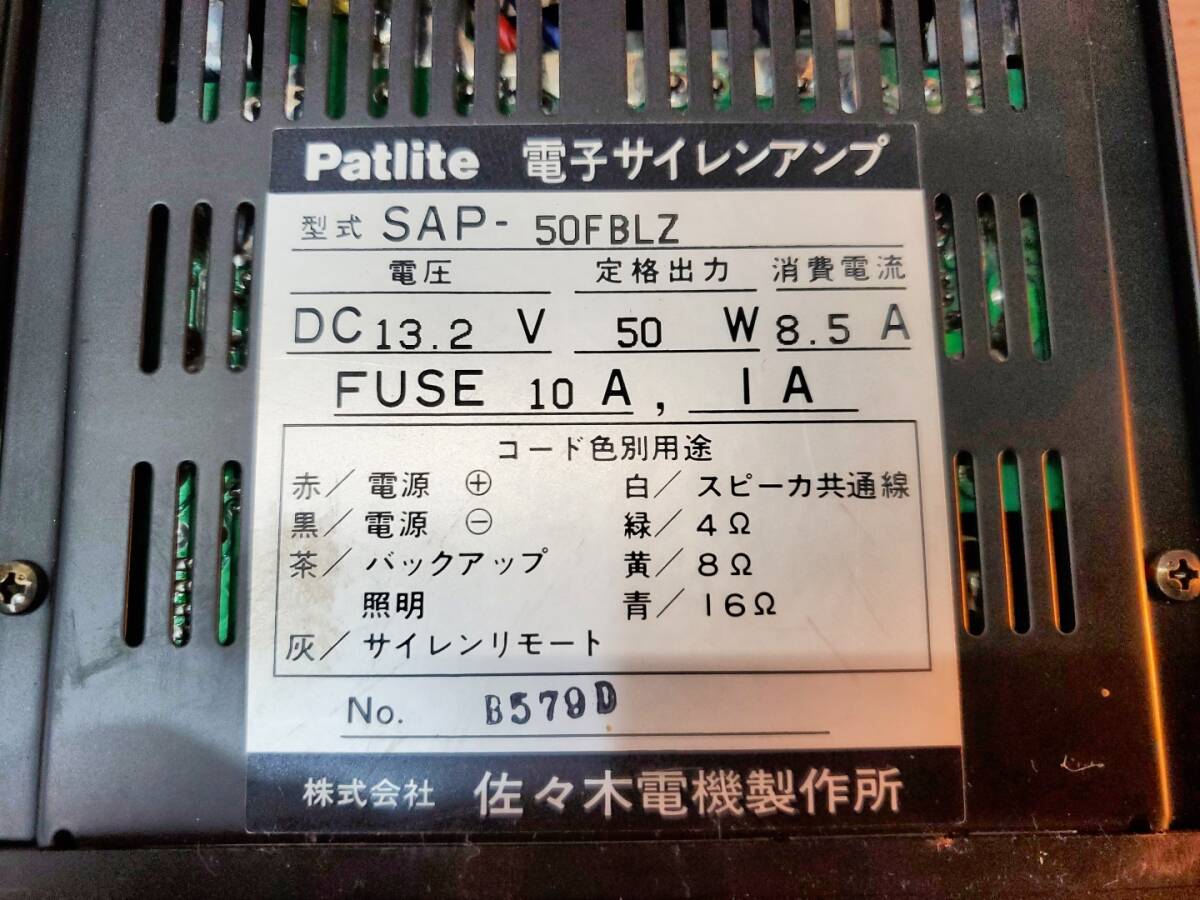 Patlite 電子サイレンアンプ
型式 SAP- 50FBLZ
電圧 定格出力 消費電流
DC 13.2 V 50 W 8.5 A
FUSE 10 A , 1 A
コード色別用途
赤/電源 ⊕ 白/スピーカ共通線
黒/電源 ⊖ 緑/4Ω
茶/バックアップ 黄/8Ω
照明 青/16Ω
灰/サイレンリモート
No. B579D
株式会社 佐々木電機製作所